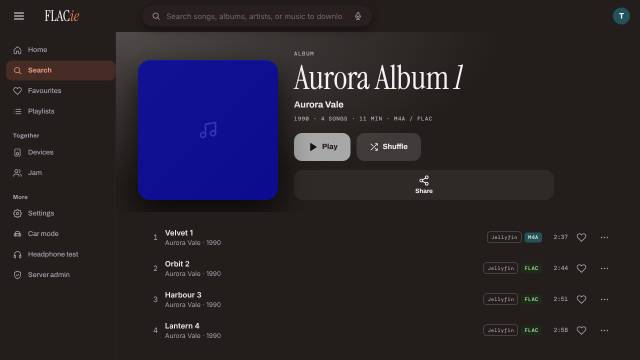 FLACie
Search songs, albums, artists, or music to downlo
T
Home
Search
Favourites
Playlists
Together
Devices
Jam
More
Settings
Car mode
Headphone test
Server admin
ALBUM
Aurora Album 1
Aurora Vale
1990 · 4 SONGS · 11 MIN · M4A / FLAC
Play
Shuffle
Share
1 Velvet 1 Jellyfin M4A 2:37
Aurora Vale · 1990
2 Orbit 2 Jellyfin FLAC 2:44
Aurora Vale · 1990
3 Harbour 3 Jellyfin FLAC 2:51
Aurora Vale · 1990
4 Lantern 4 Jellyfin FLAC 2:58
Aurora Vale · 1990